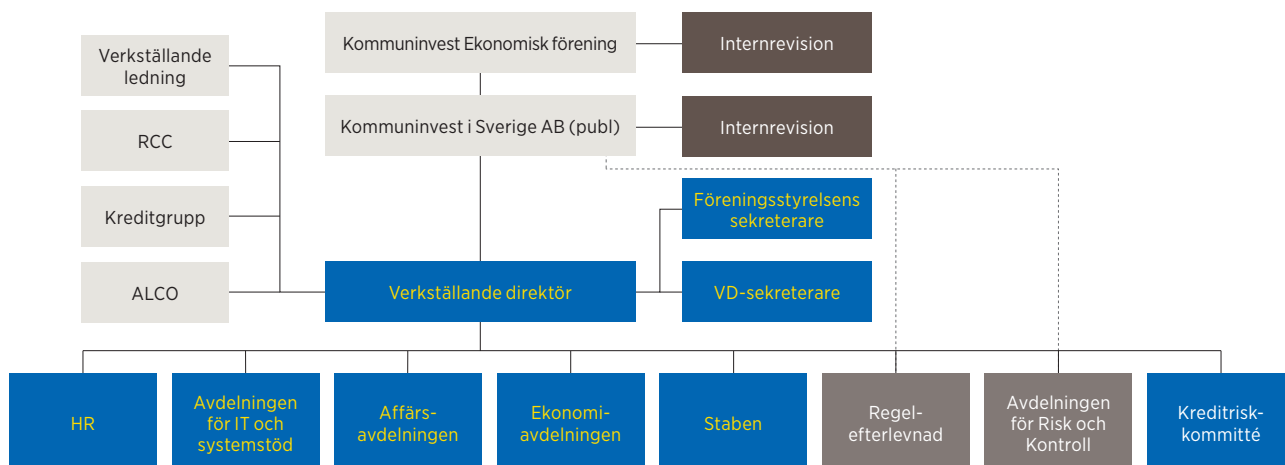 Kommuninvest Ekonomisk förening
Internrevision
Verkställande
ledning
Kommuninvest i Sverige AB (publ)
Internrevision
RCC
Kreditgrupp
Föreningsstyrelsens
sekreterare
ALCO
Verkställande direktör
VD-sekreterare
HR
Avdelningen
för IT och
systemstöd
Affärs-
avdelningen
Ekonomi-
avdelningen
Staben
Regel-
efterlevnad
Avdelningen
för Risk och
Kontroll
Kreditrisk-
kommitté